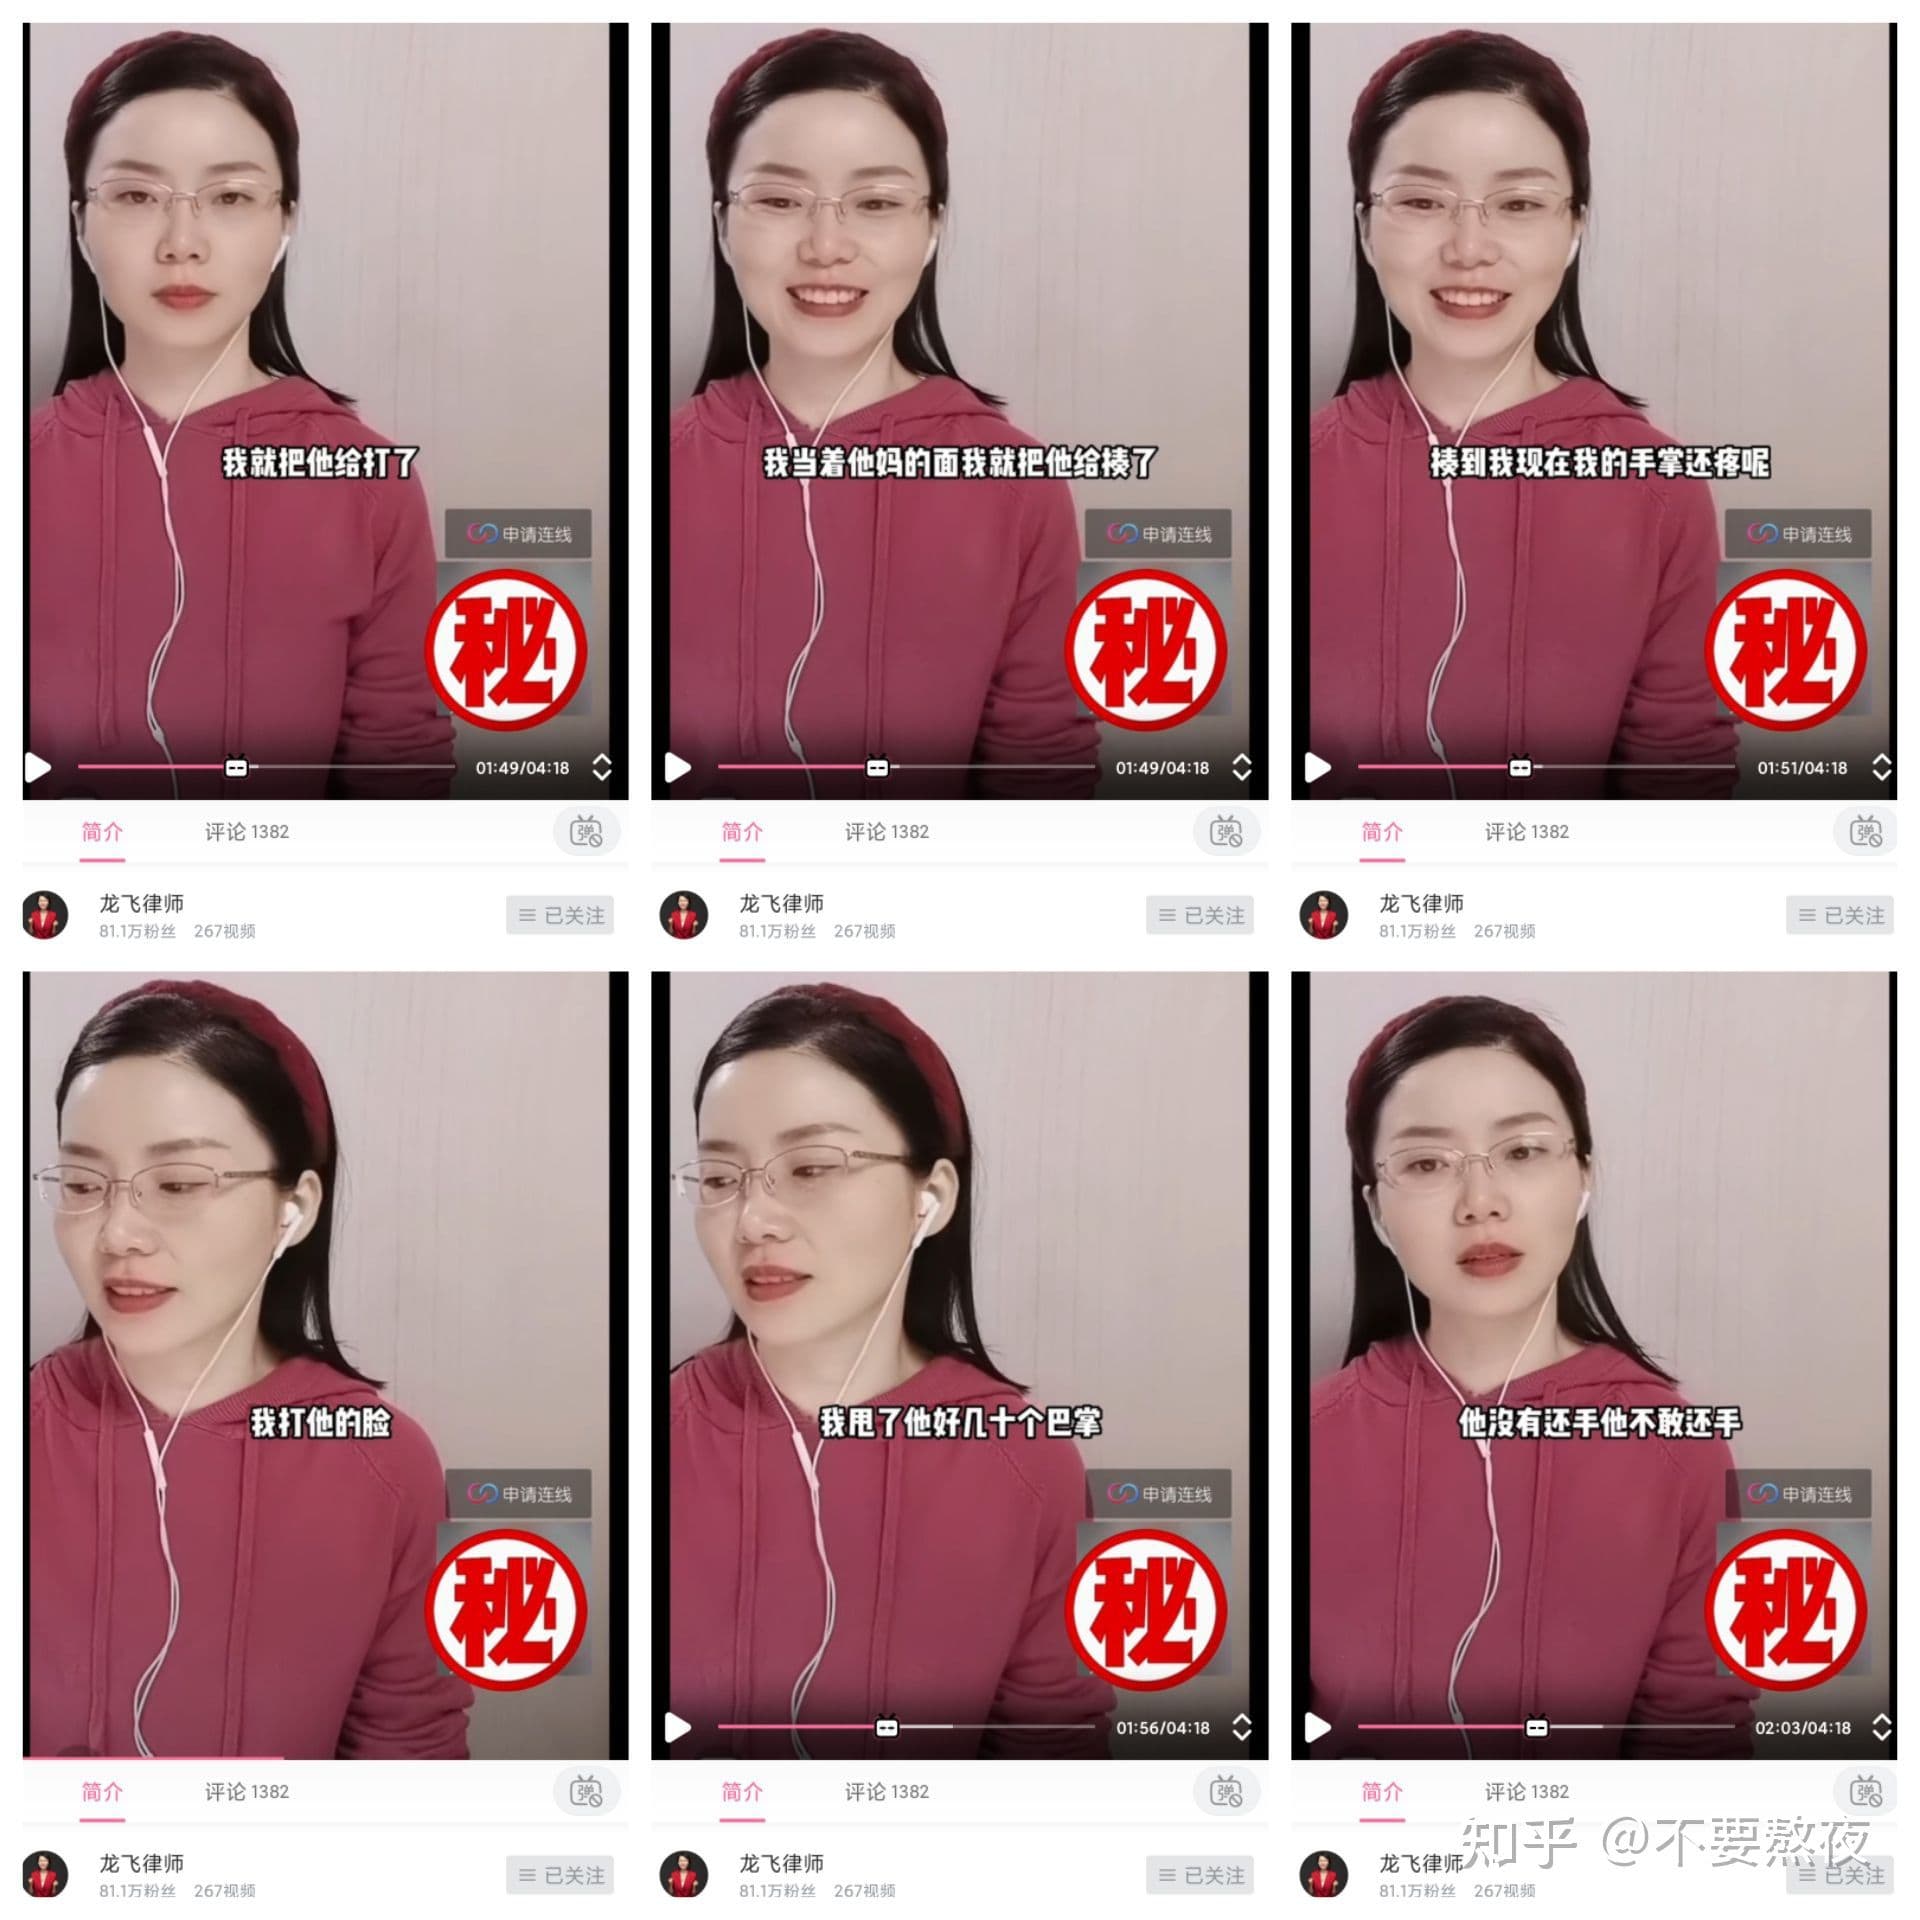 我就把他给打了
申请连线
秘
01:49/04:18
简介
评论 1382
弹
龙飞律师
81.1万粉丝 267视频
已关注
我当着他妈的面我就把他给揍了
申请连线
秘
01:49/04:18
简介
评论 1382
弹
龙飞律师
81.1万粉丝 267视频
已关注
揍到我现在我的手掌还疼呢
申请连线
秘
01:51/04:18
简介
评论 1382
弹
龙飞律师
81.1万粉丝 267视频
已关注
我打他的脸
申请连线
秘
简介
评论 1382
弹
龙飞律师
81.1万粉丝 267视频
已关注
我甩了他好几十个巴掌
申请连线
秘
01:56/04:18
简介
评论 1382
弹
龙飞律师
81.1万粉丝 267视频
已关注
他没有还手他不敢还手
申请连线
秘
02:03/04:18
简介
评论 1382
弹
知乎 @不要熬夜
龙飞律师
81.1万粉丝 267视频
已关注